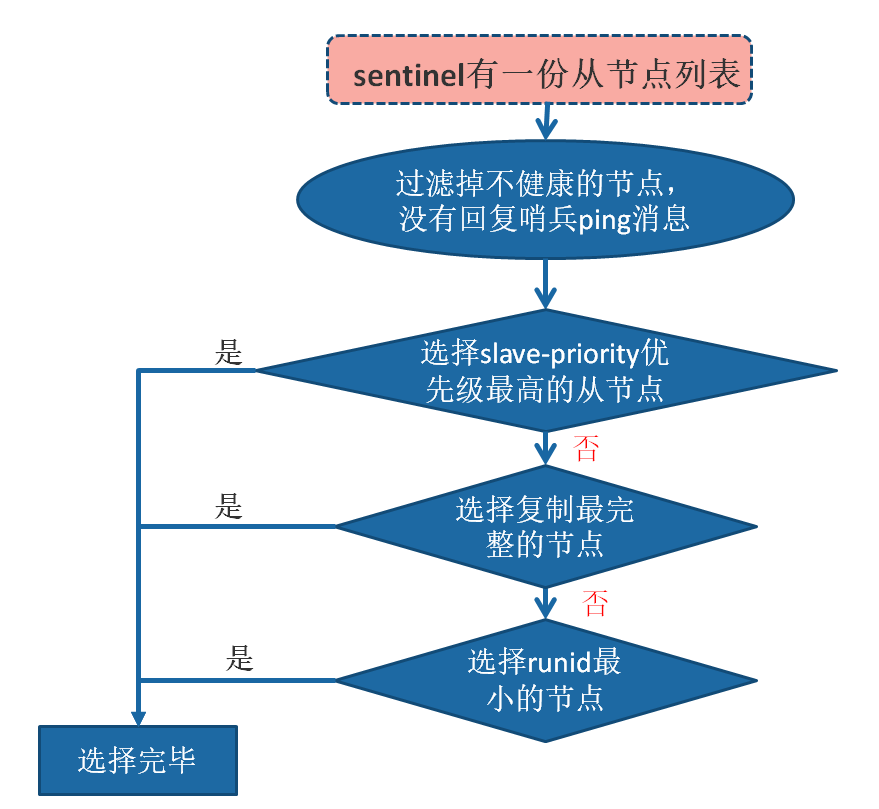 sentinel有一份从节点列表
过滤掉不健康的节点，
没有回复哨兵ping消息
是
选择slave-priority优
先级最高的从节点
否
是
选择复制最完
整的节点
否
是
选择runid最
小的节点
选择完毕